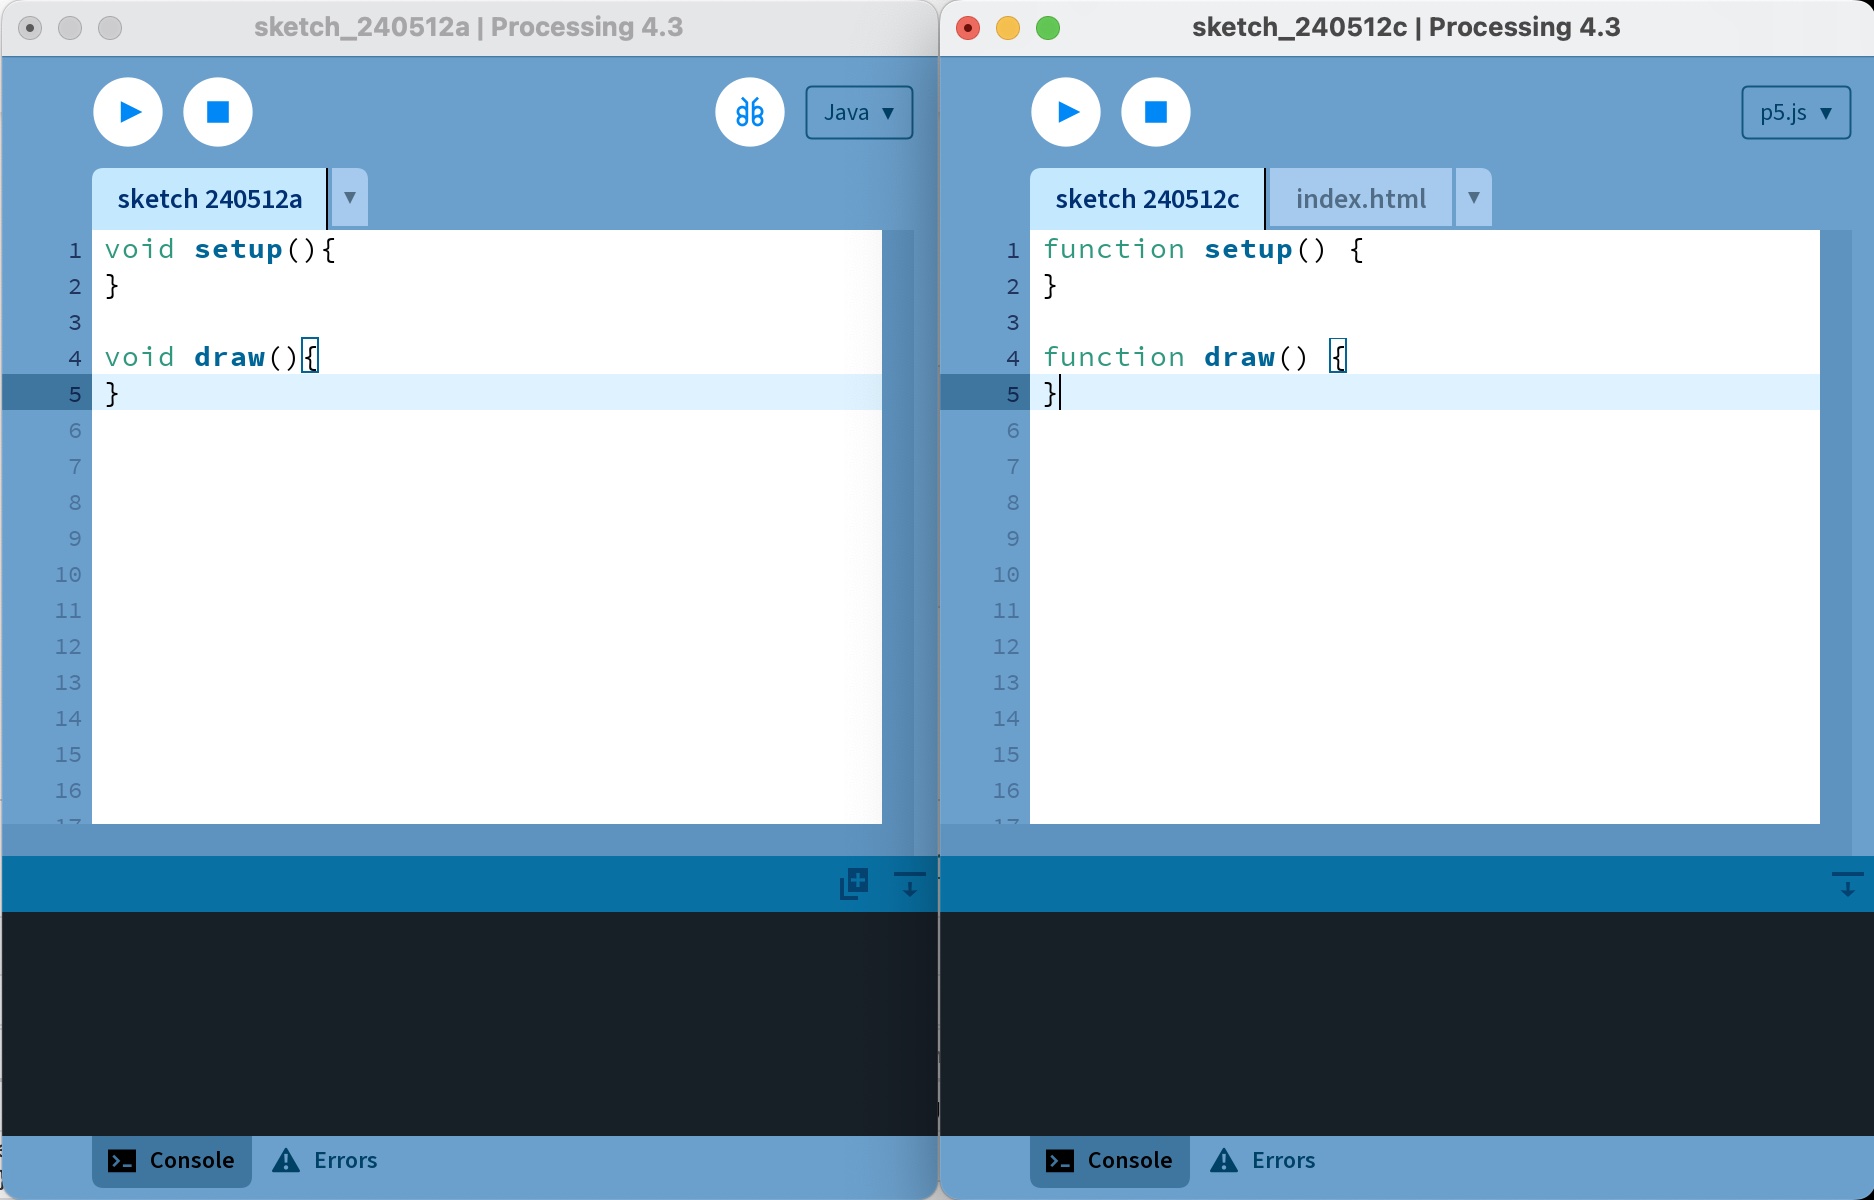 sketch_240512a | Processing 4.3
Java ▼
sketch 240512a ▼
1 void setup(){
2 }
3
4 void draw(){
5 }
6
7
8
9
10
11
12
13
14
15
16
17
Console Errors
sketch_240512c | Processing 4.3
p5.js ▼
sketch 240512c index.html ▼
1 function setup() {
2 }
3
4 function draw() {
5 }
6
7
8
9
10
11
12
13
14
15
16
17
Console Errors